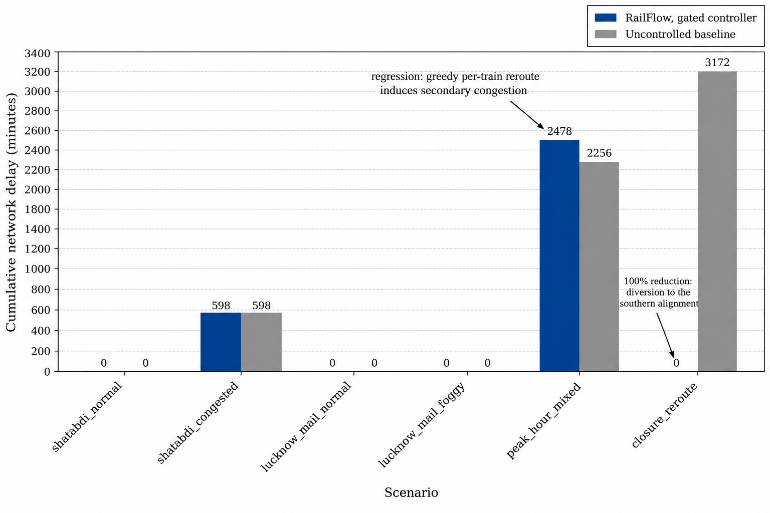 RailFlow, gated controller
Uncontrolled baseline
Cumulative network delay (minutes)
3400
3200
3000
2800
2600
2400
2200
2000
1800
1600
1400
1200
1000
800
600
400
200
0
regression: greedy per-train reroute
induces secondary congestion
100% reduction:
diversion to the
southern alignment
0 0
598 598
0 0
0 0
2478 2256
0 3172
shatabdi_normal
shatabdi_congested
lucknow_mail_normal
lucknow_mail_foggy
peak_hour_mixed
closure_reroute
Scenario